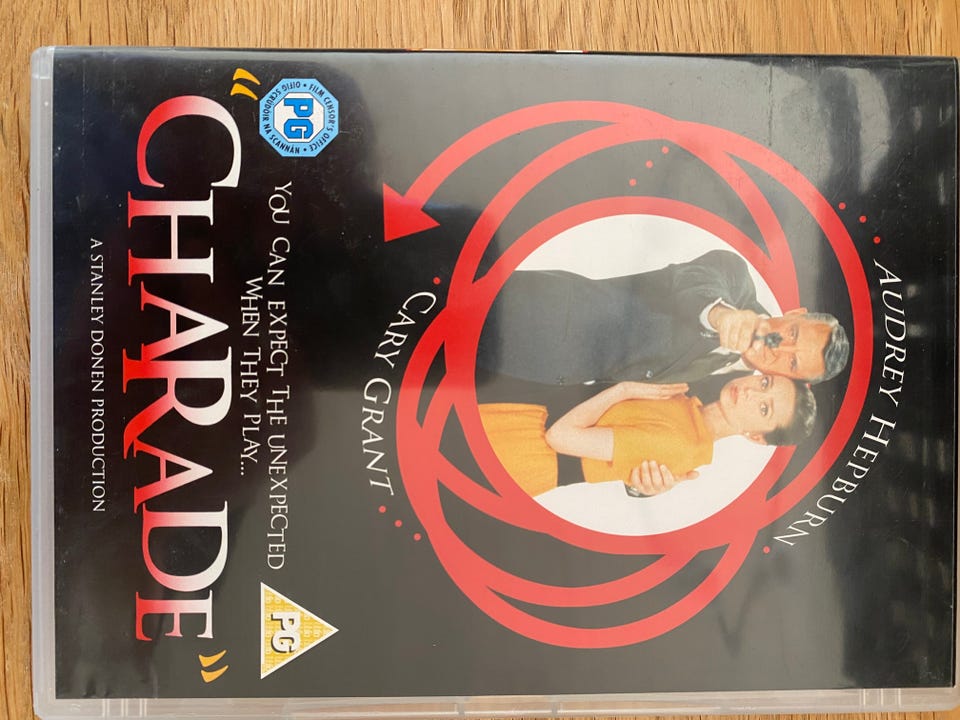 AUDREY HEPBURN
CARY GRANT
FILM CENSOR'S OFFICE
PG
OIFIG SCRÚDÓIR NA SCANNÁN
YOU CAN EXPECT THE UNEXPECTED
WHEN THEY PLAY...
PG
"CHARADE"
A STANLEY DONEN PRODUCTION